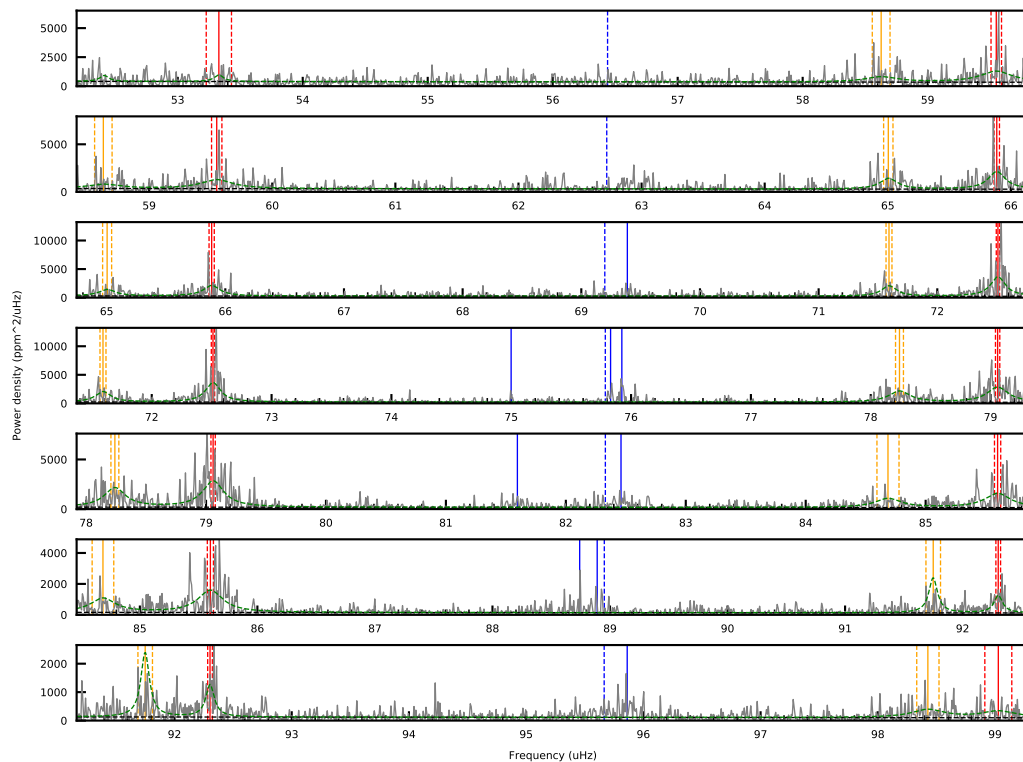 5000
2500
0
53 54 55 56 57 58 59
5000
0
59 60 61 62 63 64 65 66
10000
5000
0
65 66 67 68 69 70 71 72
Power density (ppm^2/uHz)
10000
5000
0
72 73 74 75 76 77 78 79
5000
0
78 79 80 81 82 83 84 85
4000
2000
0
85 86 87 88 89 90 91 92
2000
0
92 93 94 95 96 97 98 99
Frequency (uHz)